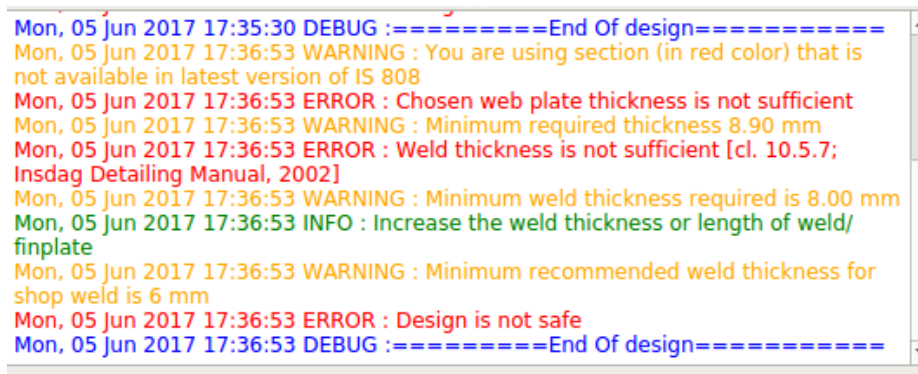 Mon, 05 Jun 2017 17:35:30 DEBUG :=========End Of design===========
Mon, 05 Jun 2017 17:36:53 WARNING : You are using section (in red color) that is
not available in latest version of IS 808
Mon, 05 Jun 2017 17:36:53 ERROR : Chosen web plate thickness is not sufficient
Mon, 05 Jun 2017 17:36:53 WARNING : Minimum required thickness 8.90 mm
Mon, 05 Jun 2017 17:36:53 ERROR : Weld thickness is not sufficient [cl. 10.5.7;
Insdag Detailing Manual, 2002]
Mon, 05 Jun 2017 17:36:53 WARNING : Minimum weld thickness required is 8.00 mm
Mon, 05 Jun 2017 17:36:53 INFO : Increase the weld thickness or length of weld/
finplate
Mon, 05 Jun 2017 17:36:53 WARNING : Minimum recommended weld thickness for
shop weld is 6 mm
Mon, 05 Jun 2017 17:36:53 ERROR : Design is not safe
Mon, 05 Jun 2017 17:36:53 DEBUG :=========End Of design===========